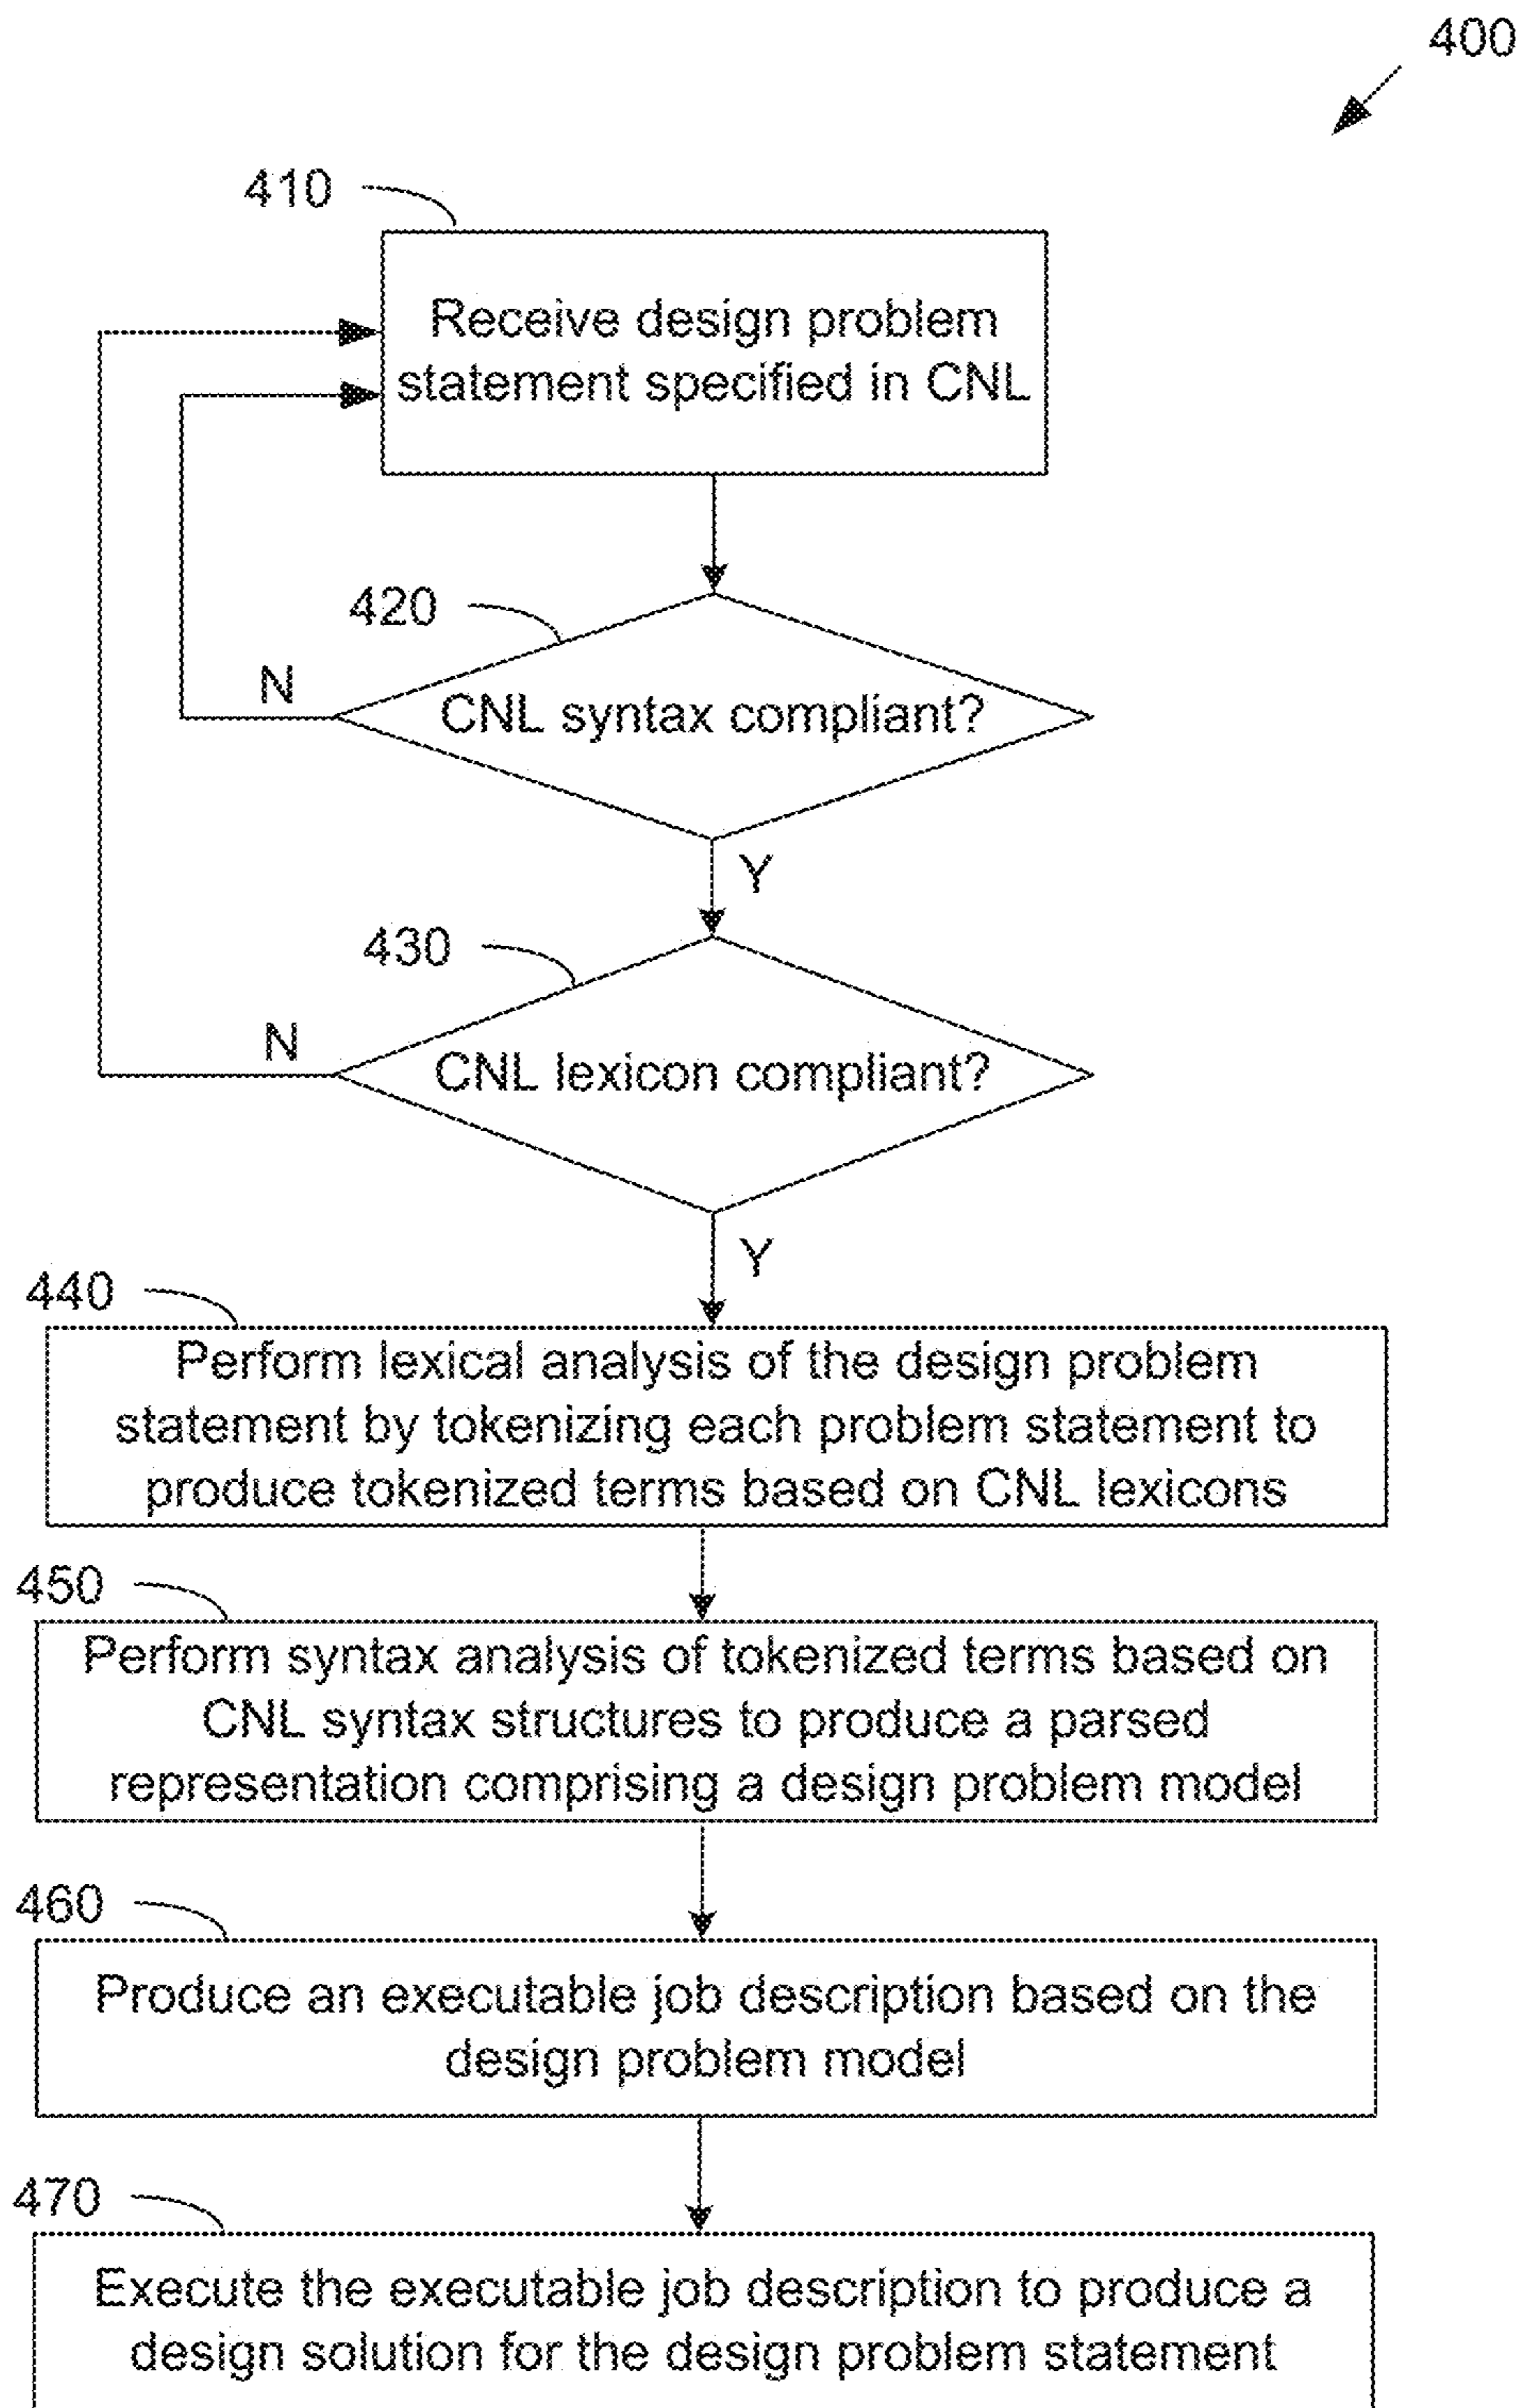 400
410
Receive design problem
statement specified in CNL
420
N
CNL syntax compliant?
Y
430
N
CNL lexicon compliant?
Y
440
Perform lexical analysis of the design problem
statement by tokenizing each problem statement to
produce tokenized terms based on CNL lexicons
450
Perform syntax analysis of tokenized terms based on
CNL syntax structures to produce a parsed
representation comprising a design problem model
460
Produce an executable job description based on the
design problem model
470
Execute the executable job description to produce a
design solution for the design problem statement